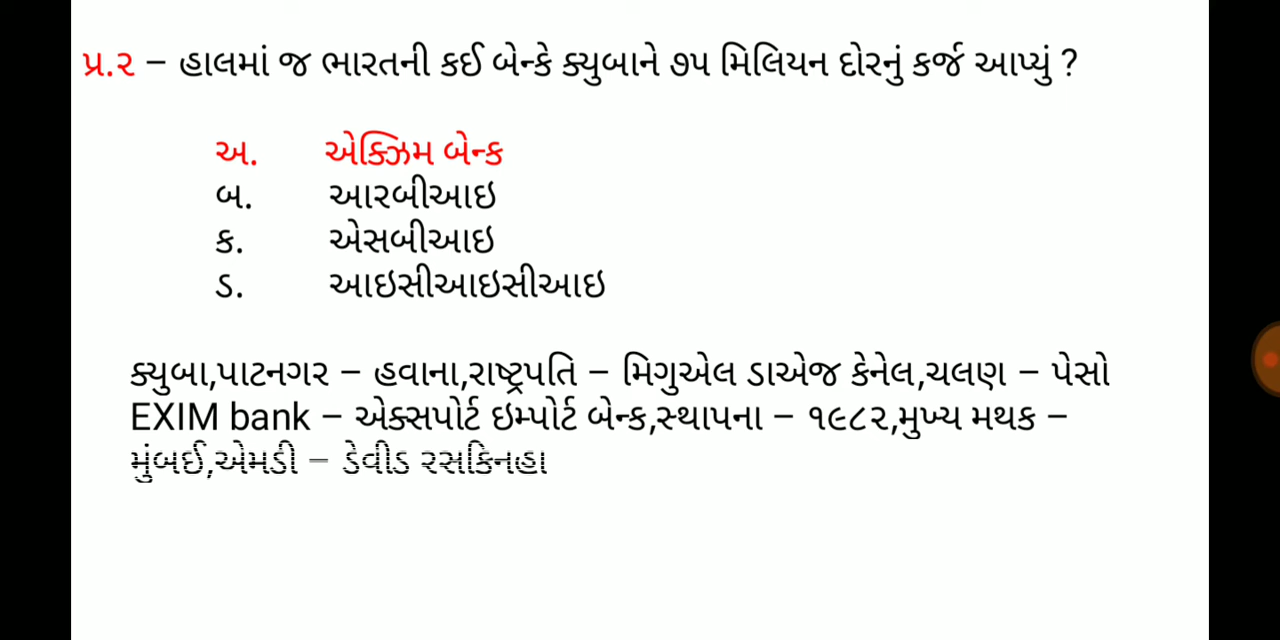 પ્ર.૨ – હાલમાં જ ભારતની કઈ બેન્કે ક્યુબાને ૭૫ મિલિયન દોરનું કર્જ આપ્યું ?
અ. એક્ઝિમ બેન્ક
બ. આરબીઆઇ
ક. એસબીઆઇ
ડ. આઇસીઆઇસીઆઇ
ક્યુબા,પાટનગર – હવાના,રાષ્ટ્રપતિ – મિગુએલ ડાએજ કેનેલ,ચલણ – પેસો
EXIM bank – એક્સપોર્ટ ઇમ્પોર્ટ બેન્ક,સ્થાપના – ૧૯૮૨,મુખ્ય મથક –
મુંબઈ,એમડી – ડેવીડ રસકિનહા